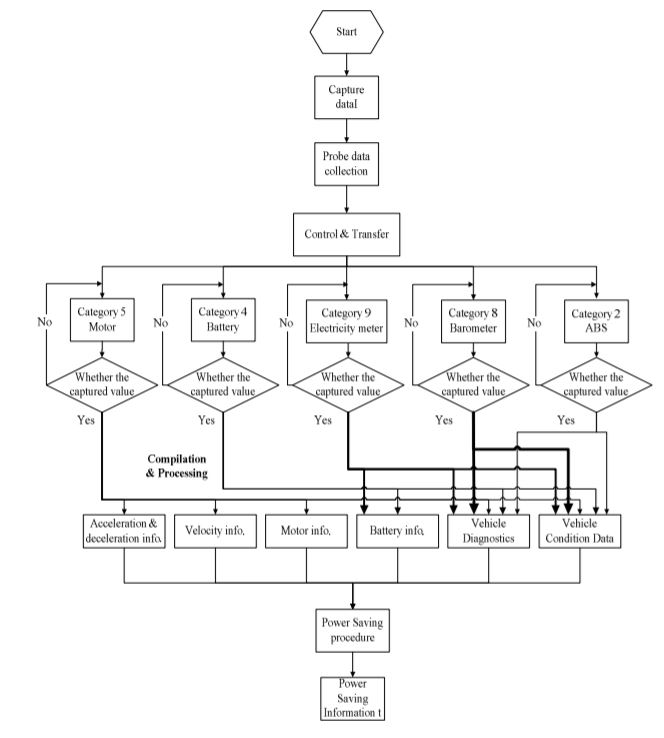 Start
Capture
dataI
Probe data
collection
Control & Transfer
No
Category 5
Motor
No
Category 4
Battery
No
Category 9
Electricity meter
No
Category 8
Barometer
No
Category 2
ABS
Whether the
captured value
Whether the
captured value
Whether the
captured value
Whether the
captured value
Whether the
captured value
Yes
Yes
Yes
Yes
Yes
Compilation
& Processing
Acceleration &
deceleration info.
Velocity info.
Motor info.
Battery info.
Vehicle
Diagnostics
Vehicle
Condition Data
Power Saving
procedure
Power
Saving
Information t